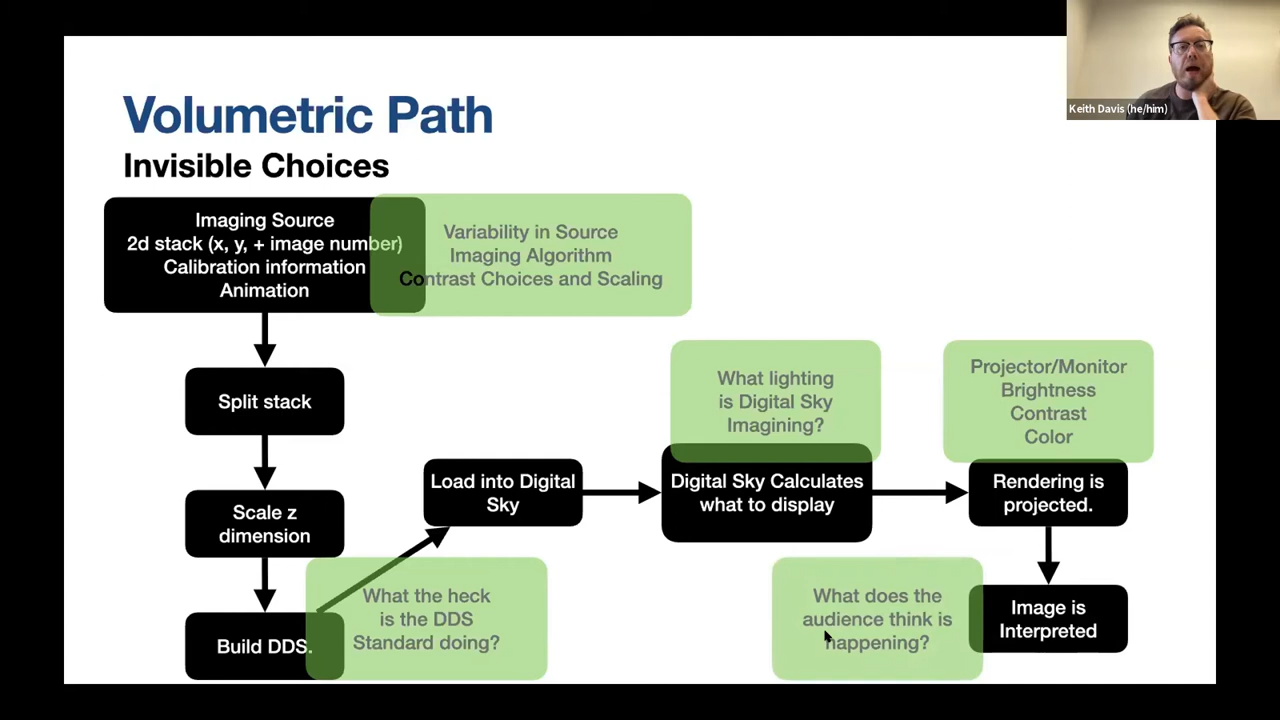 Keith Davis (he/him)
Volumetric Path
Invisible Choices
Imaging Source
2d stack (x, y, + image number)
Calibration information
Animation
Variability in Source
Imaging Algorithm
Contrast Choices and Scaling
Split stack
Scale z
dimension
Build DDS.
What the heck
is the DDS
Standard doing?
Load into Digital
Sky
What lighting
is Digital Sky
Imagining?
Digital Sky Calculates
what to display
Projector/Monitor
Brightness
Contrast
Color
Rendering is
projected.
What does the
audience think is
happening?
Image is
Interpreted